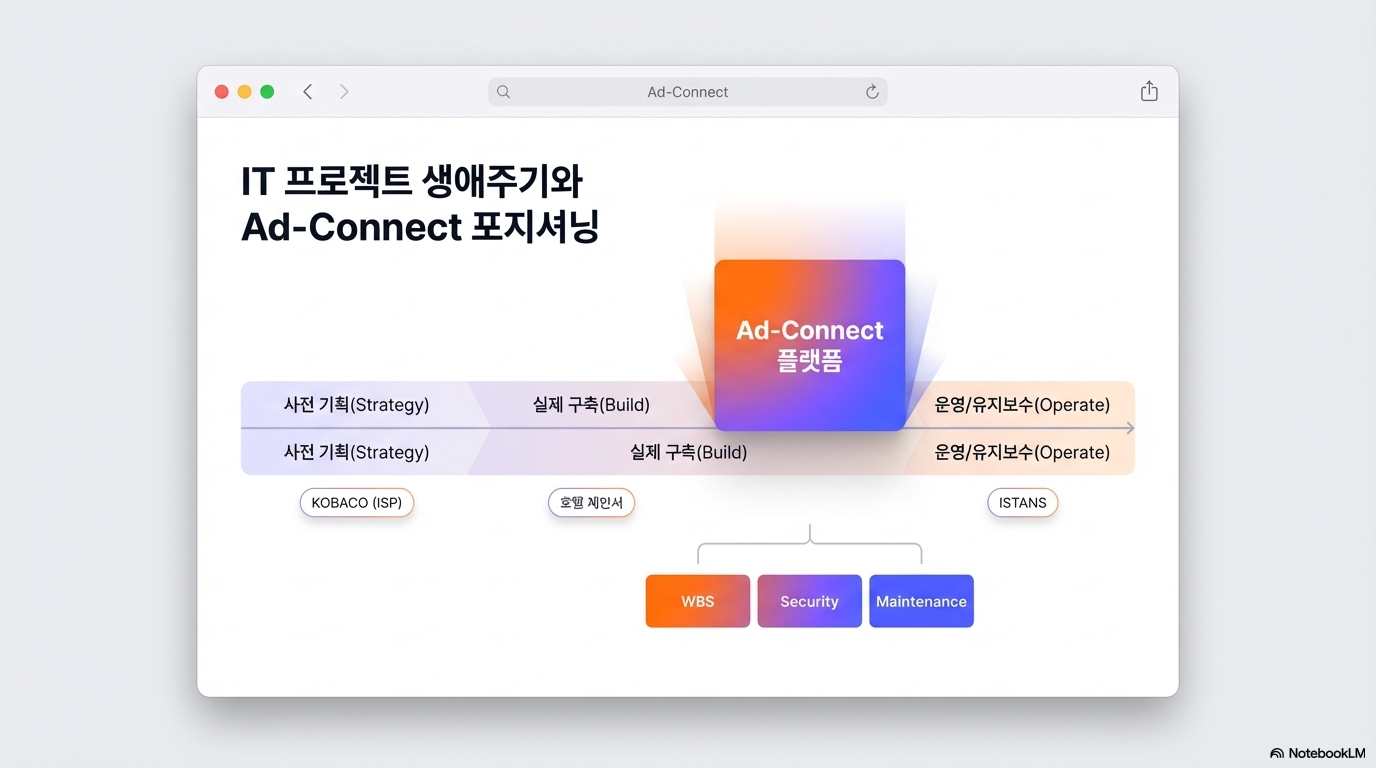 Ad-Connect
IT 프로젝트 생애주기와
Ad-Connect 포지셔닝
Ad-Connect
플랫폼
사전 기획(Strategy)
실제 구축(Build)
운영/유지보수(Operate)
사전 기획(Strategy)
실제 구축(Build)
운영/유지보수(Operate)
KOBACO (ISP)
호텔
ISTANS
WBS
Security
Maintenance
NotebookLM